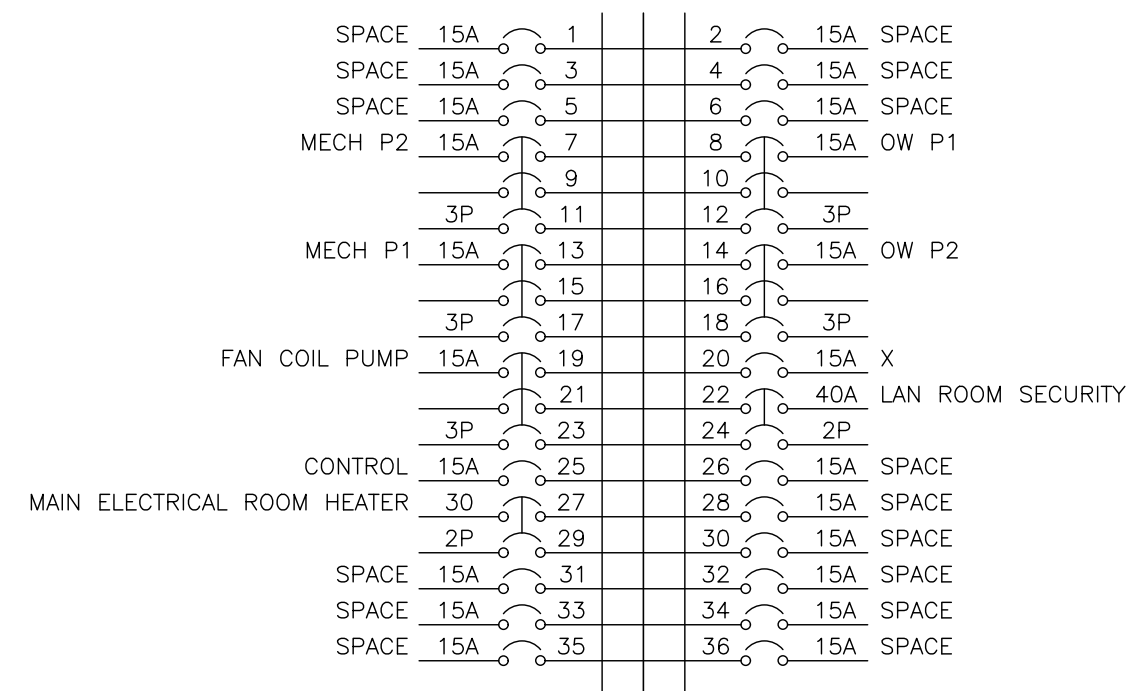 SPACE 15A 1 2 15A SPACE
SPACE 15A 3 4 15A SPACE
SPACE 15A 5 6 15A SPACE
MECH P2 15A 7 8 15A OW P1
9 10
3P 11 12 3P
MECH P1 15A 13 14 15A OW P2
15 16
3P 17 18 3P
FAN COIL PUMP 15A 19 20 15A X
21 22 40A LAN ROOM SECURITY
3P 23 24 2P
CONTROL 15A 25 26 15A SPACE
MAIN ELECTRICAL ROOM HEATER 30 27 28 15A SPACE
2P 29 30 15A SPACE
SPACE 15A 31 32 15A SPACE
SPACE 15A 33 34 15A SPACE
SPACE 15A 35 36 15A SPACE